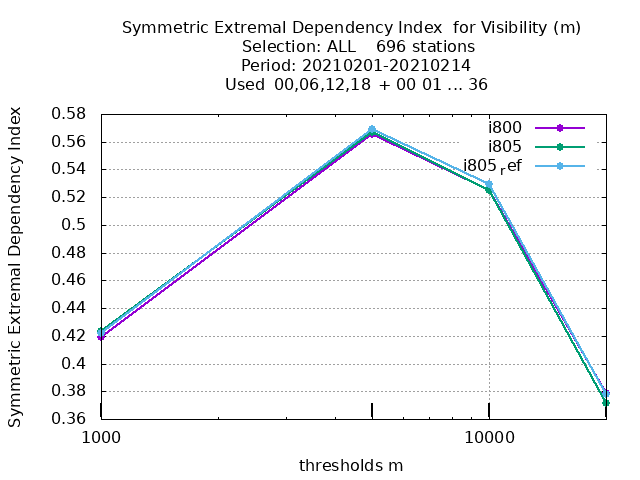 Symmetric Extremal Dependency Index  for Visibility (m)
Selection: ALL    696 stations
Period: 20210201-20210214
Used  00,06,12,18 + 00 01 ... 36
Symmetric Extremal Dependency Index
0.58
0.56
0.54
0.52
0.5
0.48
0.46
0.44
0.42
0.4
0.38
0.36
i800
i805
i805ref
1000
10000
thresholds m